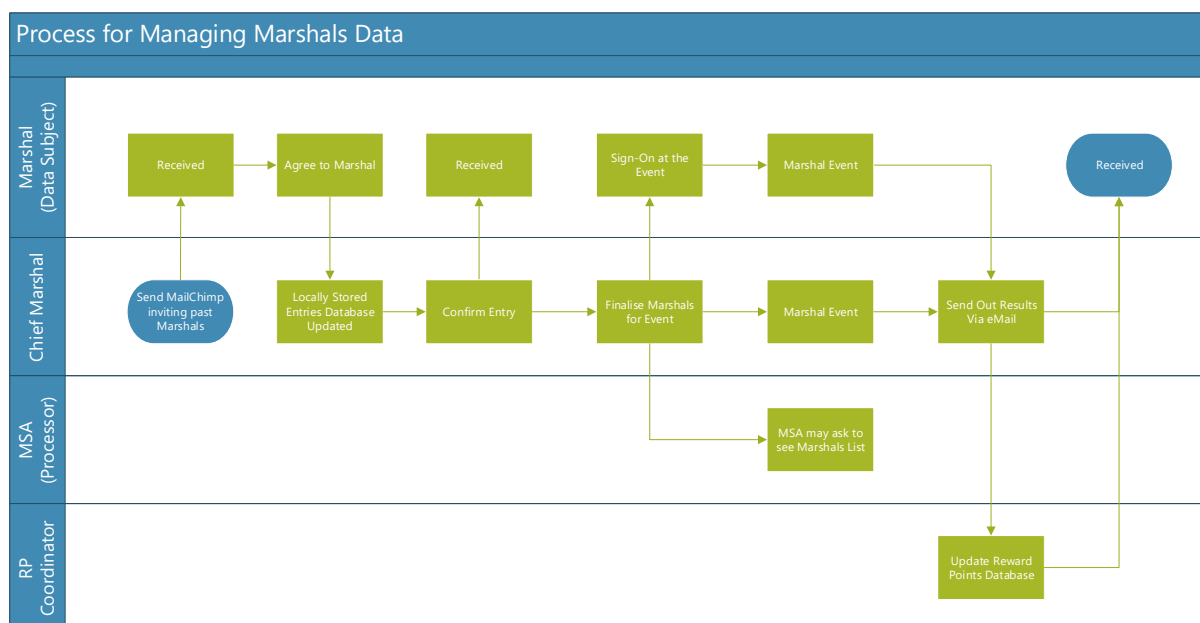 Process for Managing Marshals Data
Marshal
(Data Subject)
Received
Agree to Marshal
Received
Sign-On at the
Event
Marshal Event
Received
Chief Marshal
Send MailChimp
inviting past
Marshals
Locally Stored
Entries Database
Updated
Confirm Entry
Finalise Marshals
for Event
Marshal Event
Send Out Results
Via eMail
MSA
(Processor)
MSA may ask to
see Marshals List
RP
Coordinator
Update Reward
Points Database